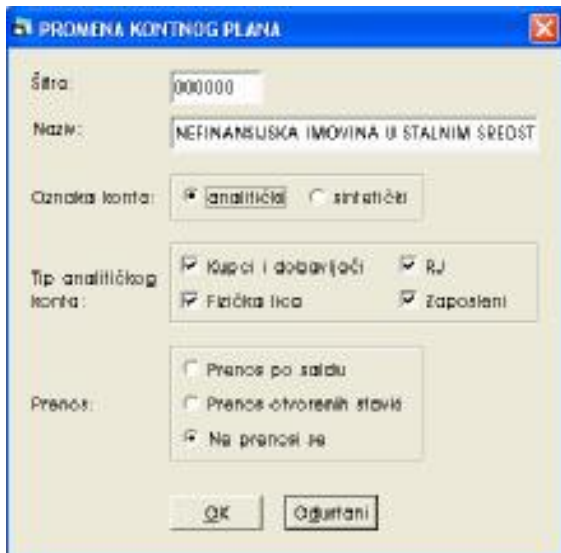 PROMENA KONTNOG PLANA
Šifra: 000000
Naziv: NEFINANSIJSKA IMOVINA U STALNIM SREDST
Oznaka konta: analitički sintetički
Tip analitičkog konta:
Kupci i dobavljači RJ
Fizička lica Zaposleni
Prenos:
Prenos po saldu
Prenos otvorenih stavki
Ne prenosi se
OK Odustani